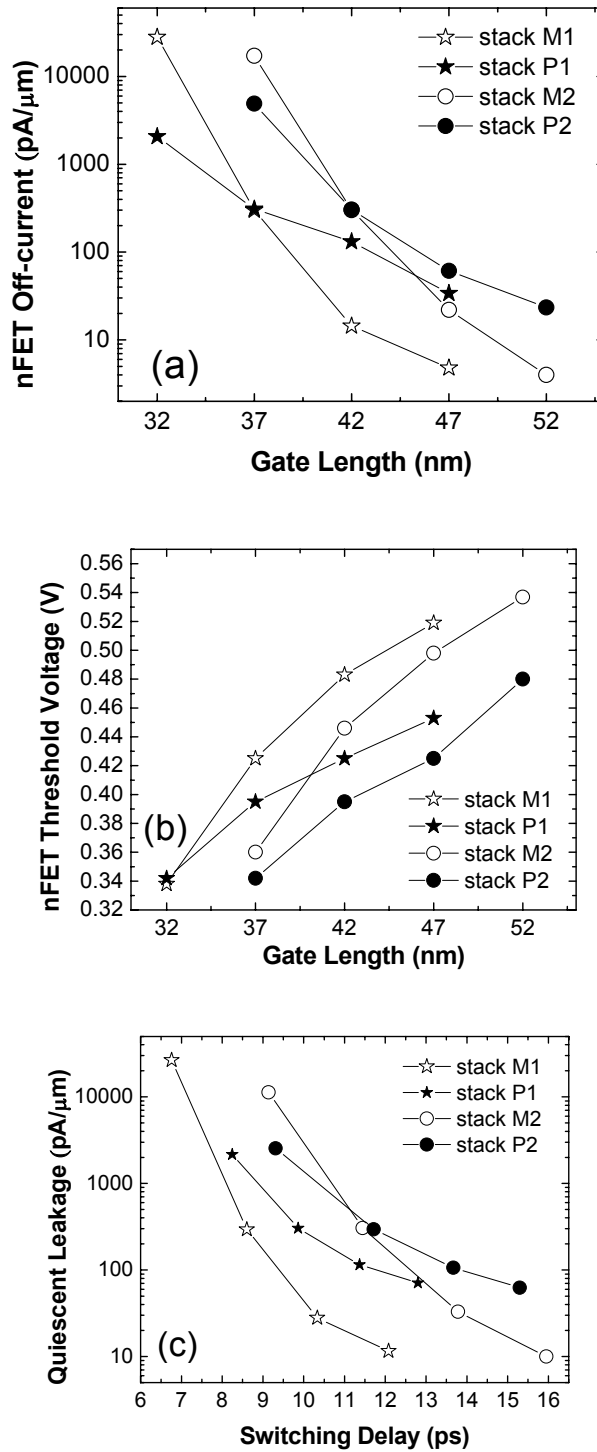 10000
1000
100
10
nFET Off-current (pA/μm)
stack M1
stack P1
stack M2
stack P2
(a)
32 37 42 47 52
Gate Length (nm)
0.56
0.54
0.52
0.50
0.48
0.46
0.44
0.42
0.40
0.38
0.36
0.34
0.32
nFET Threshold Voltage (V)
(b)
stack M1
stack P1
stack M2
stack P2
32 37 42 47 52
Gate Length (nm)
10000
1000
100
10
Quiescent Leakage (pA/μm)
stack M1
stack P1
stack M2
stack P2
(c)
6 7 8 9 10 11 12 13 14 15 16
Switching Delay (ps)